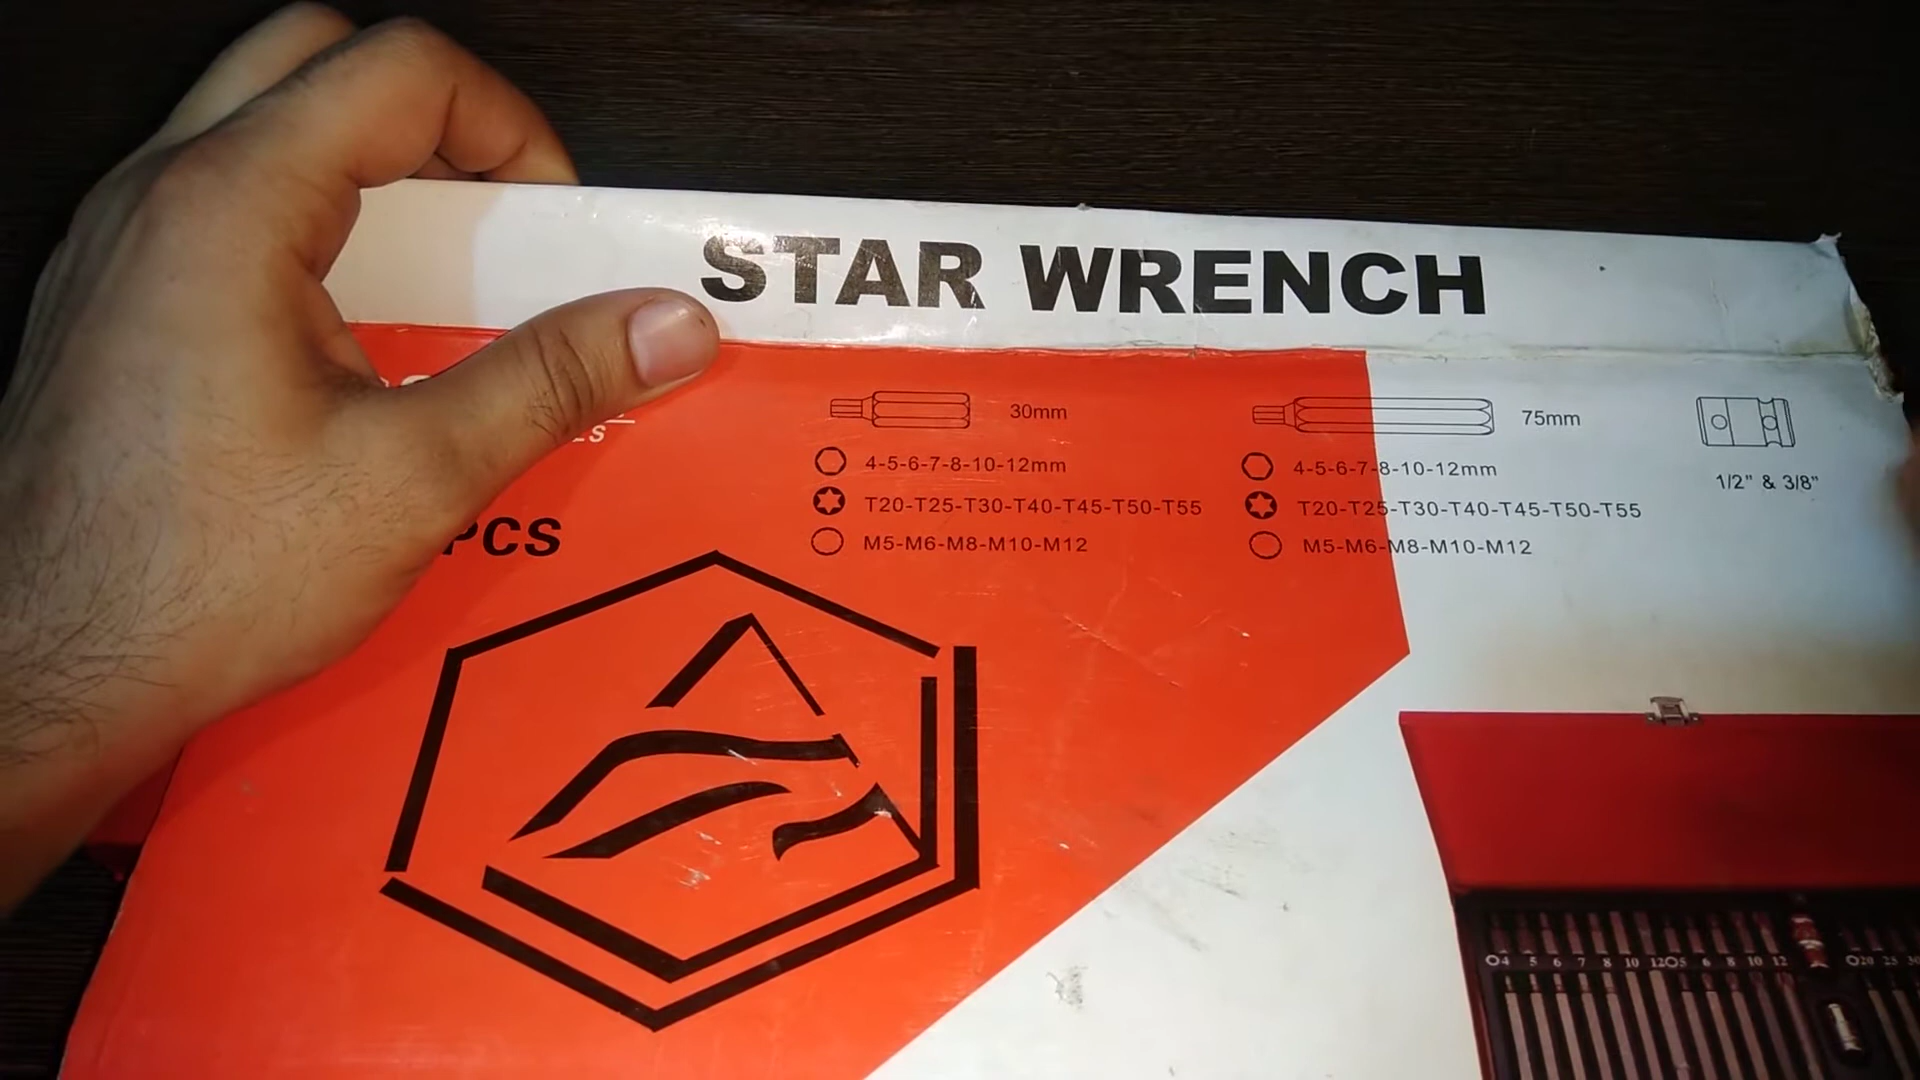 STAR WRENCH
30mm
4-5-6-7-8-10-12mm
T20-T25-T30-T40-T45-T50-T55
M5-M6-M8-M10-M12
75mm
4-5-6-7-8-10-12mm
T20-T25-T30-T40-T45-T50-T55
M5-M6-M8-M10-M12
1/2" & 3/8"
PCS
4 5 6 7 8 10 12 5 6 8 10 12 20 25 30